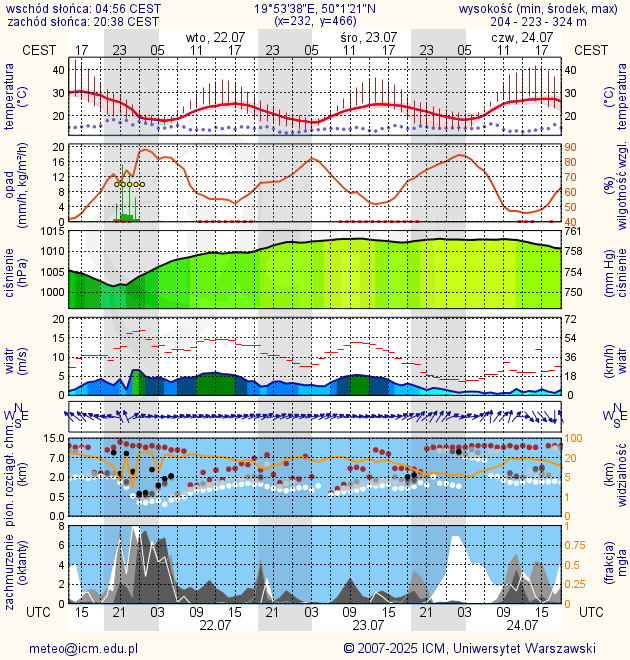 wschód słońca: 04:56 CEST 19°53'38"E, 50°1'21"N wysokość (min, środek, max)
zachód słońca: 20:38 CEST (x=232, y=466) 204 - 223 - 324 m
wto, 22.07 śro, 23.07 czw, 24.07
CEST 17 23 05 11 17 23 05 11 17 23 05 11 17 CEST
temperatura (°C) 40 30 20 40 30 20 (°C) temperatura
opad (mm/h, kg/m²/h) 20 16 12 8 4 0 90 80 70 60 50 40 (%) wilgotność wzgl.
ciśnienie (hPa) 1015 1010 1005 1000 761 758 754 750 (mm Hg) ciśnienie
wiatr (m/s) 20 15 10 5 0 72 54 36 18 0 (km/h) wiatr
N W E S N W E S
pion. rozciągł. chm. (km) 15.0 7.0 2.0 0.5 0.0 100 20 5 1 0 (km) widzialność
zachmurzenie (oktanty) 8 6 4 2 0 1 0.75 0.5 0.25 0 (frakcja) mgła
UTC 15 21 03 09 15 21 03 09 15 21 03 09 15 UTC
22.07 23.07 24.07
meteo@icm.edu.pl © 2007-2025 ICM, Uniwersytet Warszawski